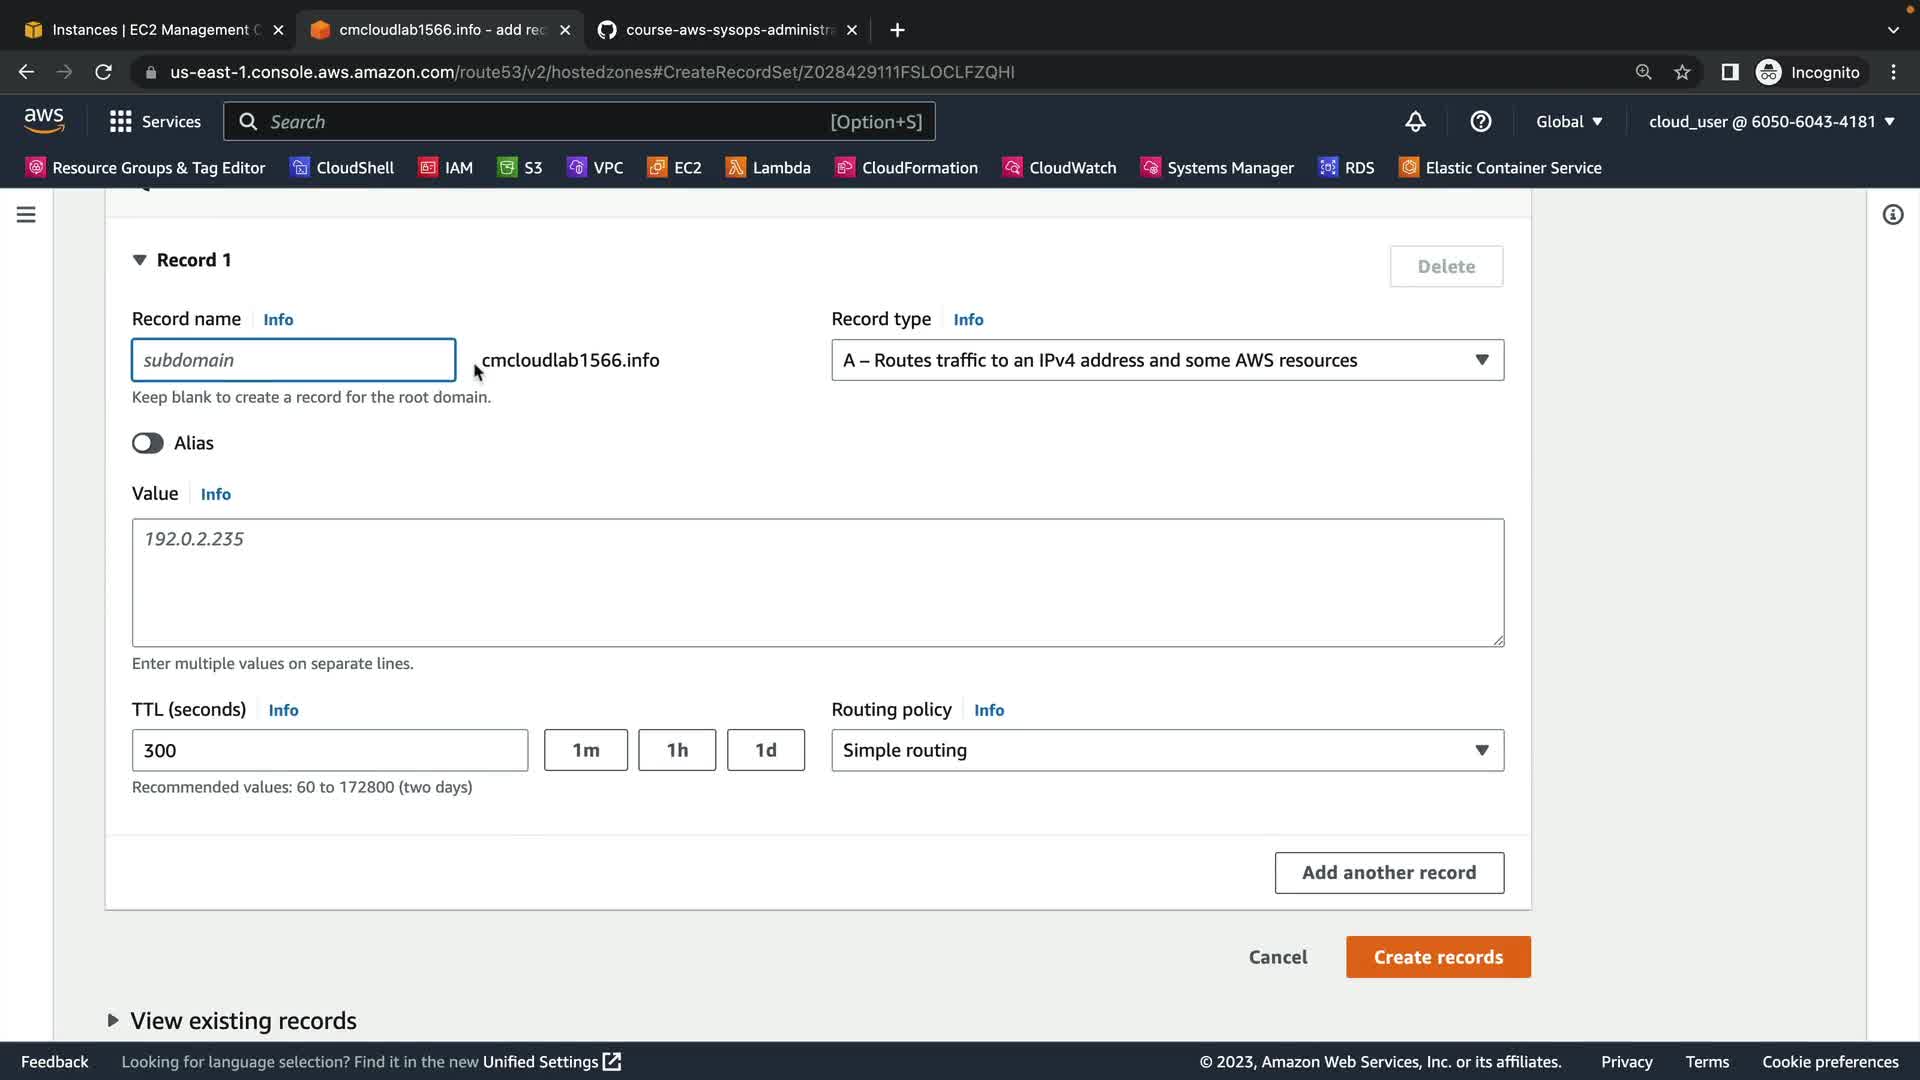 Instances | EC2 Management C
cmcloudlab1566.info - add rec
course-aws-sysops-administra
us-east-1.console.aws.amazon.com/route53/v2/hostedzones#CreateRecordSet/Z028429111FSLOCLFZQHI
Incognito
aws
Services
Search
[Option+S]
Global
cloud_user @ 6050-6043-4181
Resource Groups & Tag Editor
CloudShell
IAM
S3
VPC
EC2
Lambda
CloudFormation
CloudWatch
Systems Manager
RDS
Elastic Container Service
Record 1
Delete
Record name
Info
Record type
Info
subdomain
.cmcloudlab1566.info
A – Routes traffic to an IPv4 address and some AWS resources
Keep blank to create a record for the root domain.
Alias
Value
Info
192.0.2.235
Enter multiple values on separate lines.
TTL (seconds)
Info
Routing policy
Info
300
1m
1h
1d
Simple routing
Recommended values: 60 to 172800 (two days)
Add another record
Cancel
Create records
View existing records
Feedback
Looking for language selection? Find it in the new Unified Settings
© 2023, Amazon Web Services, Inc. or its affiliates.
Privacy
Terms
Cookie preferences